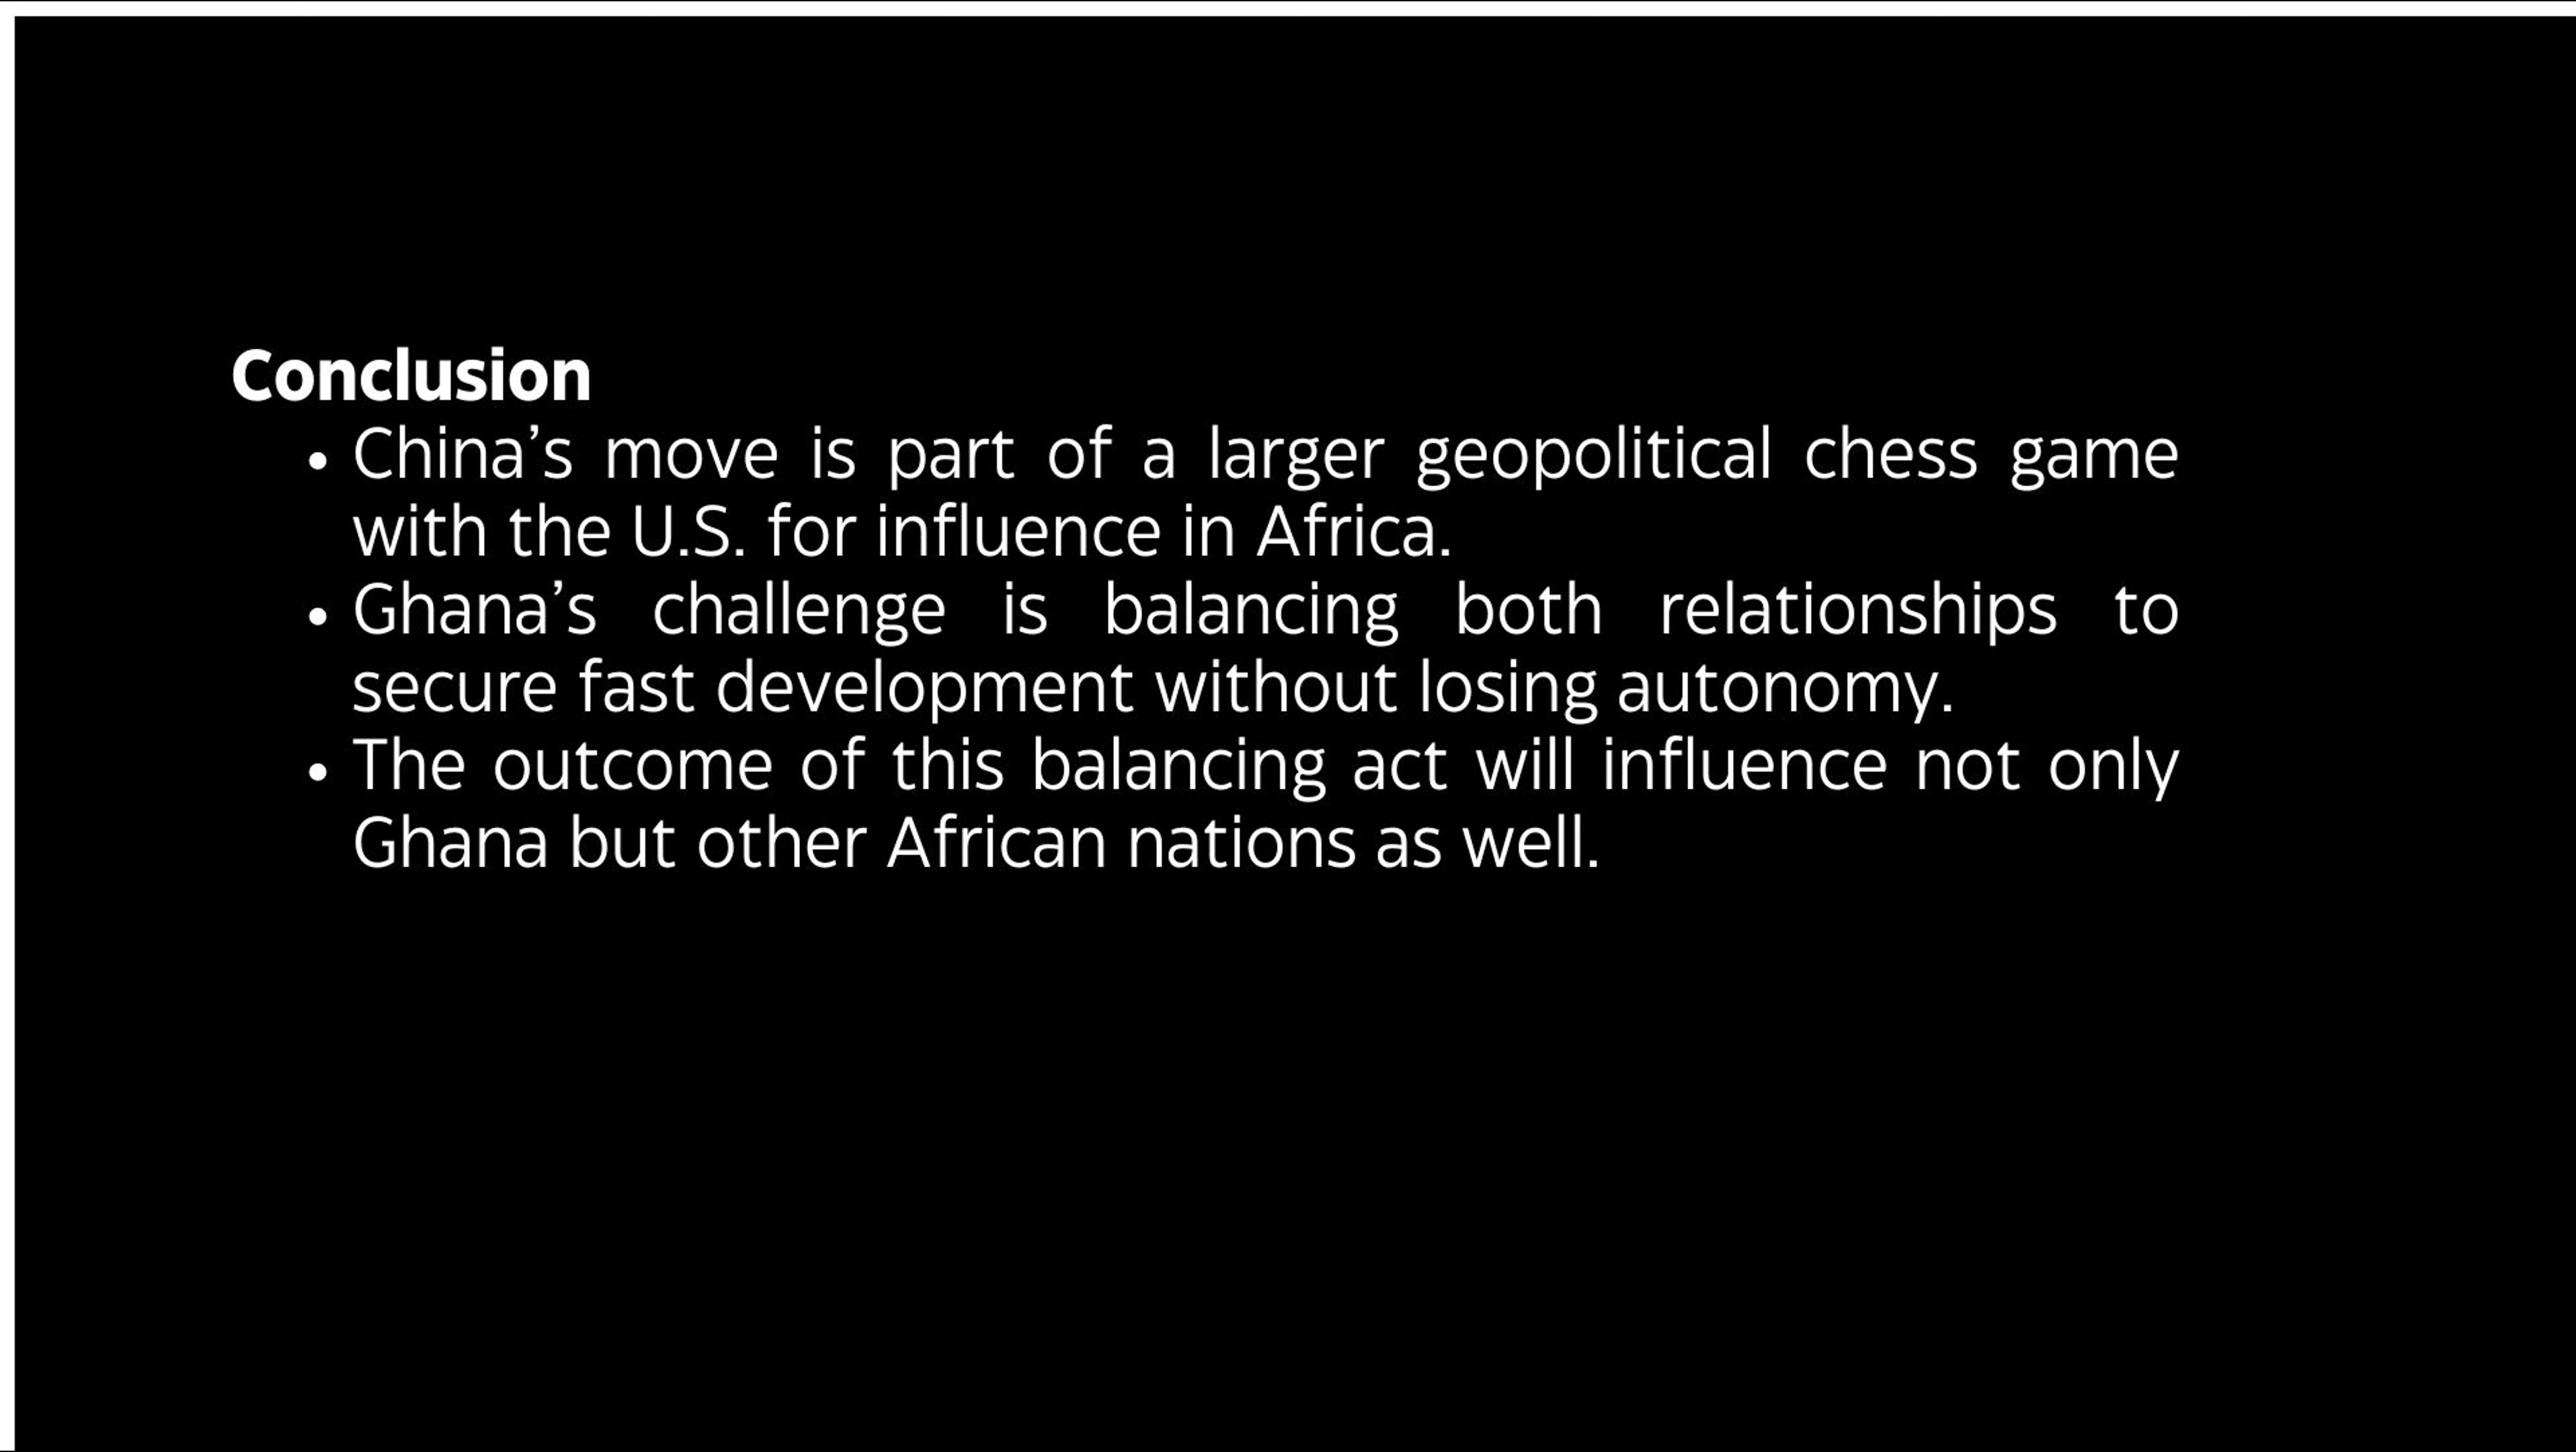 Conclusion
• China’s move is part of a larger geopolitical chess game
with the U.S. for influence in Africa.
• Ghana’s challenge is balancing both relationships to
secure fast development without losing autonomy.
• The outcome of this balancing act will influence not only
Ghana but other African nations as well.